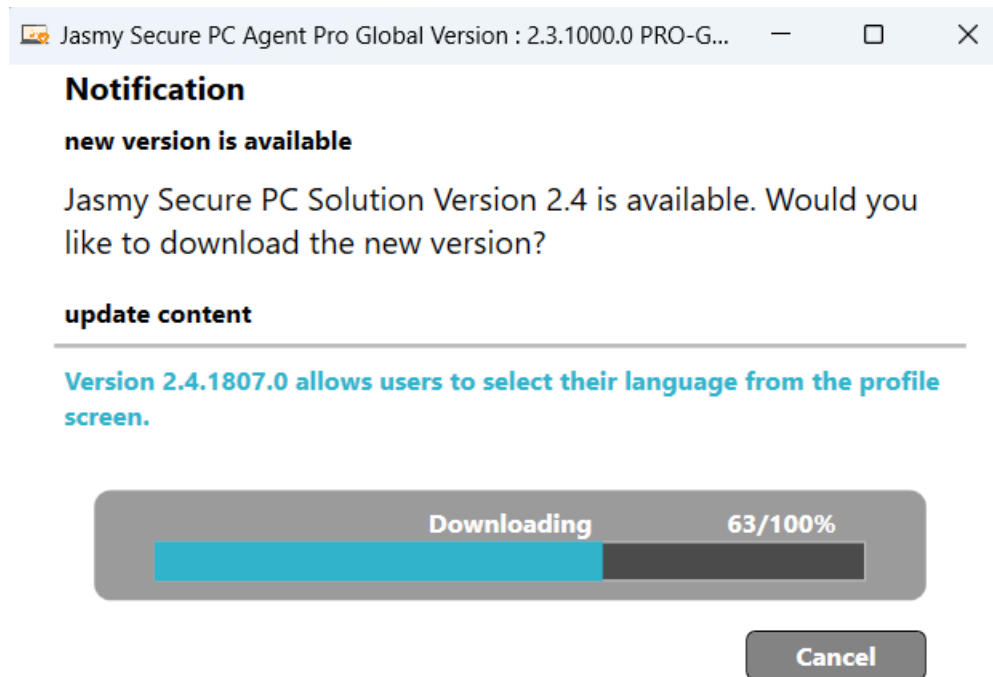 Jasmy Secure PC Agent Pro Global Version : 2.3.1000.0 PRO-G...
Notification
new version is available
Jasmy Secure PC Solution Version 2.4 is available. Would you
like to download the new version?
update content
Version 2.4.1807.0 allows users to select their language from the profile
screen.
Downloading 63/100%
Cancel